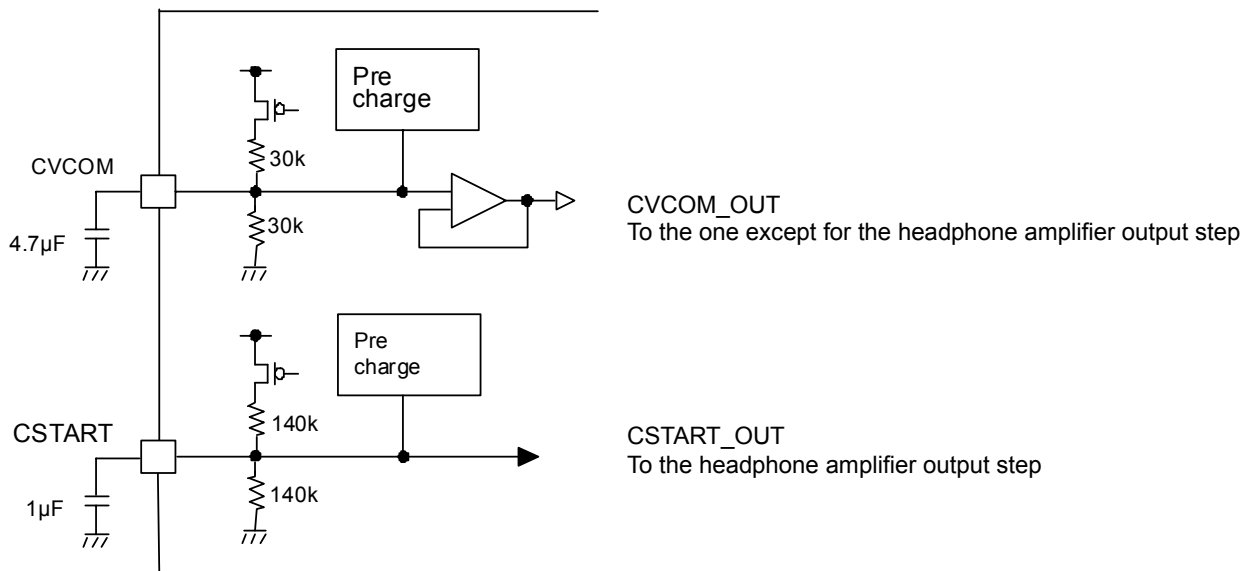 Pre
charge
30k
CVCOM
30k
4.7µF
CVCOM_OUT
To the one except for the headphone amplifier output step
Pre
charge
140k
CSTART
140k
1µF
CSTART_OUT
To the headphone amplifier output step